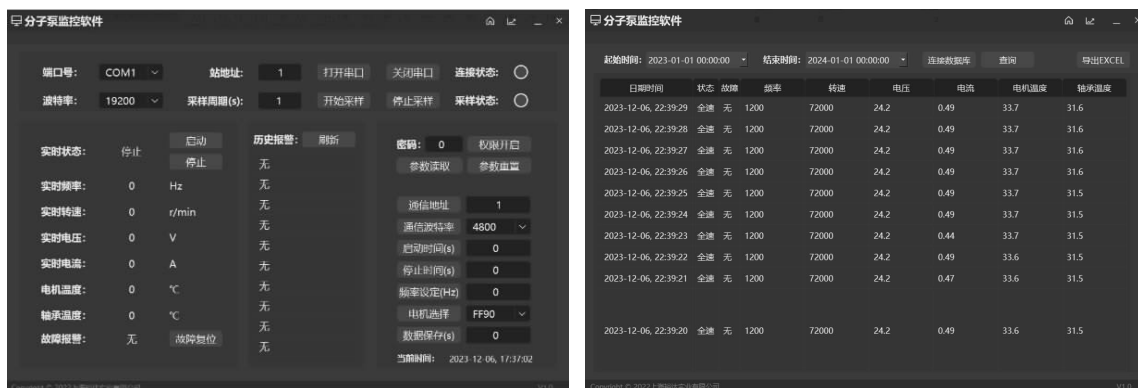 分子泵监控软件
端口号： COM1 站地址： 1 打开串口 关闭串口 连接状态：
波特率： 19200 采样周期(s): 1 开始采样 停止采样 采样状态：
实时状态： 停止 启动
停止
实时频率： 0 Hz
实时转速： 0 r/min
实时电压： 0 V
实时电流： 0 A
电机温度： 0 ℃
轴承温度： 0 ℃
故障报警： 无 故障复位
历史报警： 刷新
无
无
无
无
无
无
无
无
无
无
密码： 0 权限开启
参数读取 参数重置
通信地址 1
通信波特率 4800
启动时间(s) 0
停止时间(s) 0
频率设定(Hz) 0
电机选择 FF90
数据保存(s) 0
当前时间： 2023-12-06, 17:37:02
V1.0
分子泵监控软件
起始时间： 2023-01-01 00:00:00 结束时间： 2024-01-01 00:00:00 连接数据库 查询 导出EXCEL
日期时间 状态 故障 频率 转速 电压 电流 电机温度 轴承温度
2023-12-06, 22:39:29 全速 无 1200 72000 24.2 0.49 33.7 31.6
2023-12-06, 22:39:28 全速 无 1200 72000 24.2 0.49 33.7 31.6
2023-12-06, 22:39:27 全速 无 1200 72000 24.2 0.49 33.7 31.6
2023-12-06, 22:39:26 全速 无 1200 72000 24.2 0.49 33.7 31.6
2023-12-06, 22:39:25 全速 无 1200 72000 24.2 0.49 33.7 31.5
2023-12-06, 22:39:24 全速 无 1200 72000 24.2 0.49 33.7 31.5
2023-12-06, 22:39:23 全速 无 1200 72000 24.2 0.44 33.7 31.5
2023-12-06, 22:39:22 全速 无 1200 72000 24.2 0.49 33.6 31.5
2023-12-06, 22:39:21 全速 无 1200 72000 24.2 0.47 33.6 31.5
2023-12-06, 22:39:20 全速 无 1200 72000 24.2 0.49 33.6 31.5
Copyright © 2022
V1.0